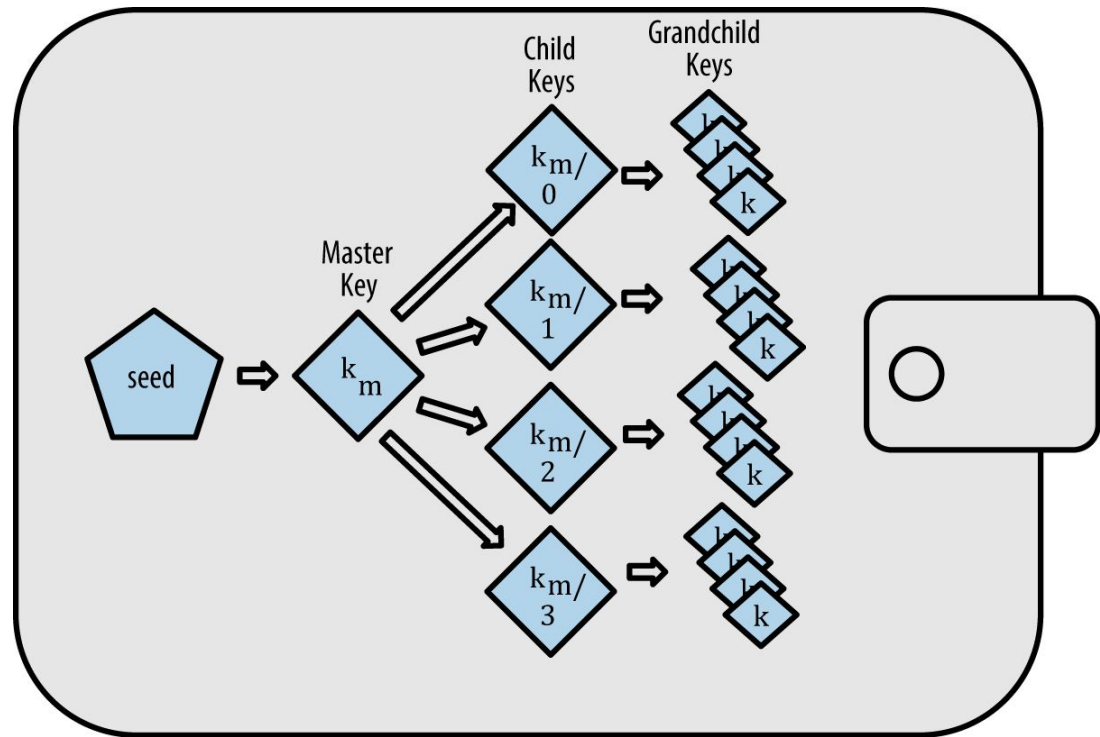 Child
Keys
Grandchild
Keys
Master
Key
seed
k m
k m/
0
k m/
1
k m/
2
k m/
3
k
k
k
k